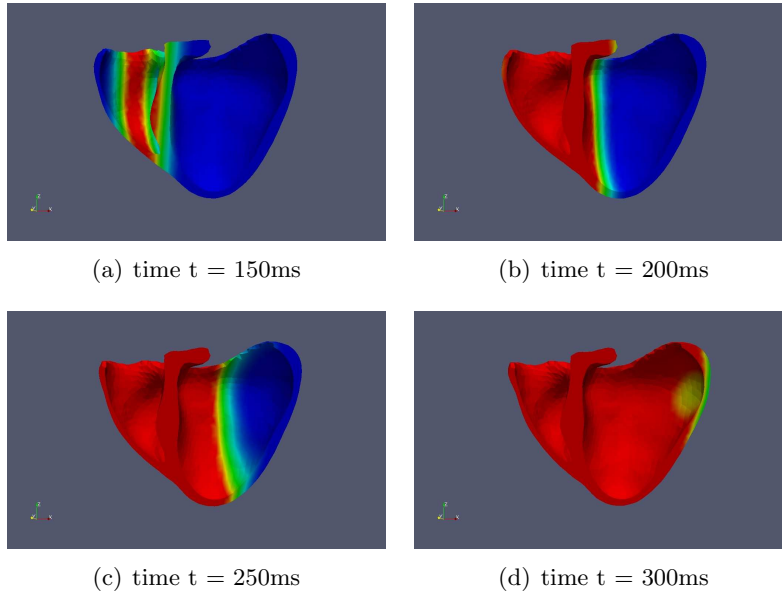 (a) time t = 150ms
(b) time t = 200ms
(c) time t = 250ms
(d) time t = 300ms